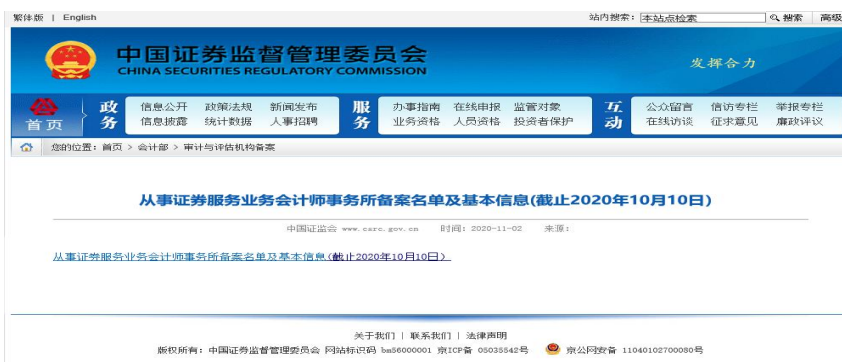 繁体版 | English
站内搜索： 本站点检索 搜索 高级
中国证券监督管理委员会
CHINA SECURITIES REGULATORY COMMISSION
发挥合力
首页
政务
信息公开 政策法规 新闻发布
信息披露 统计数据 人事招聘
服务
办事指南 在线申报 监管对象
业务资格 人员资格 投资者保护
互动
公众留言 信访专栏 举报专栏
在线访谈 征求意见 廉政评议
您的位置：首页 > 会计部 > 审计与评估机构备案
从事证券服务业务会计师事务所备案名单及基本信息(截止2020年10月10日)
中国证监会 www.csrc.gov.cn 时间：2020-11-02 来源：
从事证券服务业务会计师事务所备案名单及基本信息(截止2020年10月10日)
关于我们 | 联系我们 | 法律声明
版权所有：中国证券监督管理委员会 网站标识码 bm56000001 京ICP备 05035542号 京公网安备 11040102700080号